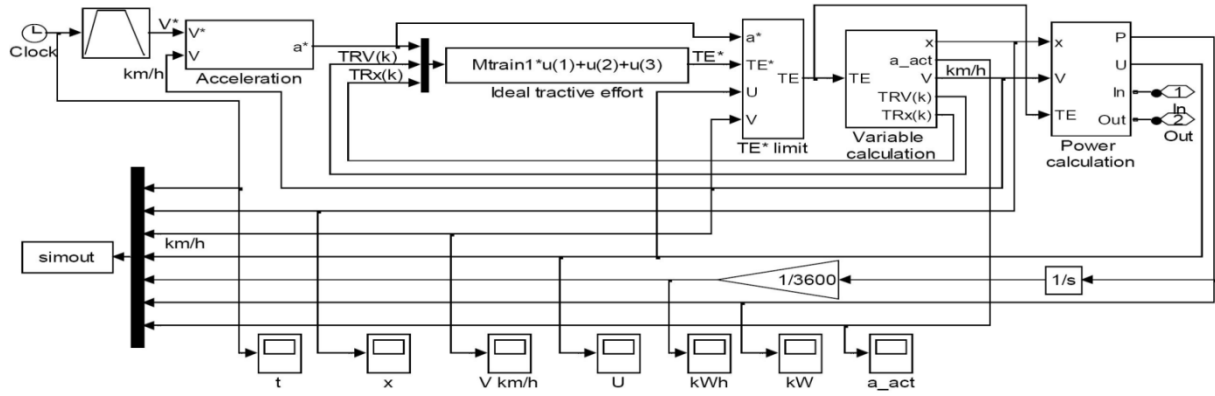 Clock
V*
km/h
V*
V
a*
Acceleration
TRV(k)
TRx(k)
Mtrain1*u(1)+u(2)+u(3)
Ideal tractive effort
TE*
a*
TE*
U
V
TE
TE* limit
TE
x
a_act
V
TRV(k)
TRx(k)
Variable
calculation
km/h
x
V
TE
P
U
In
Out
Power
calculation
1
In
2
Out
km/h
simout
1/3600
1/s
t
x
V km/h
U
kWh
kW
a_act